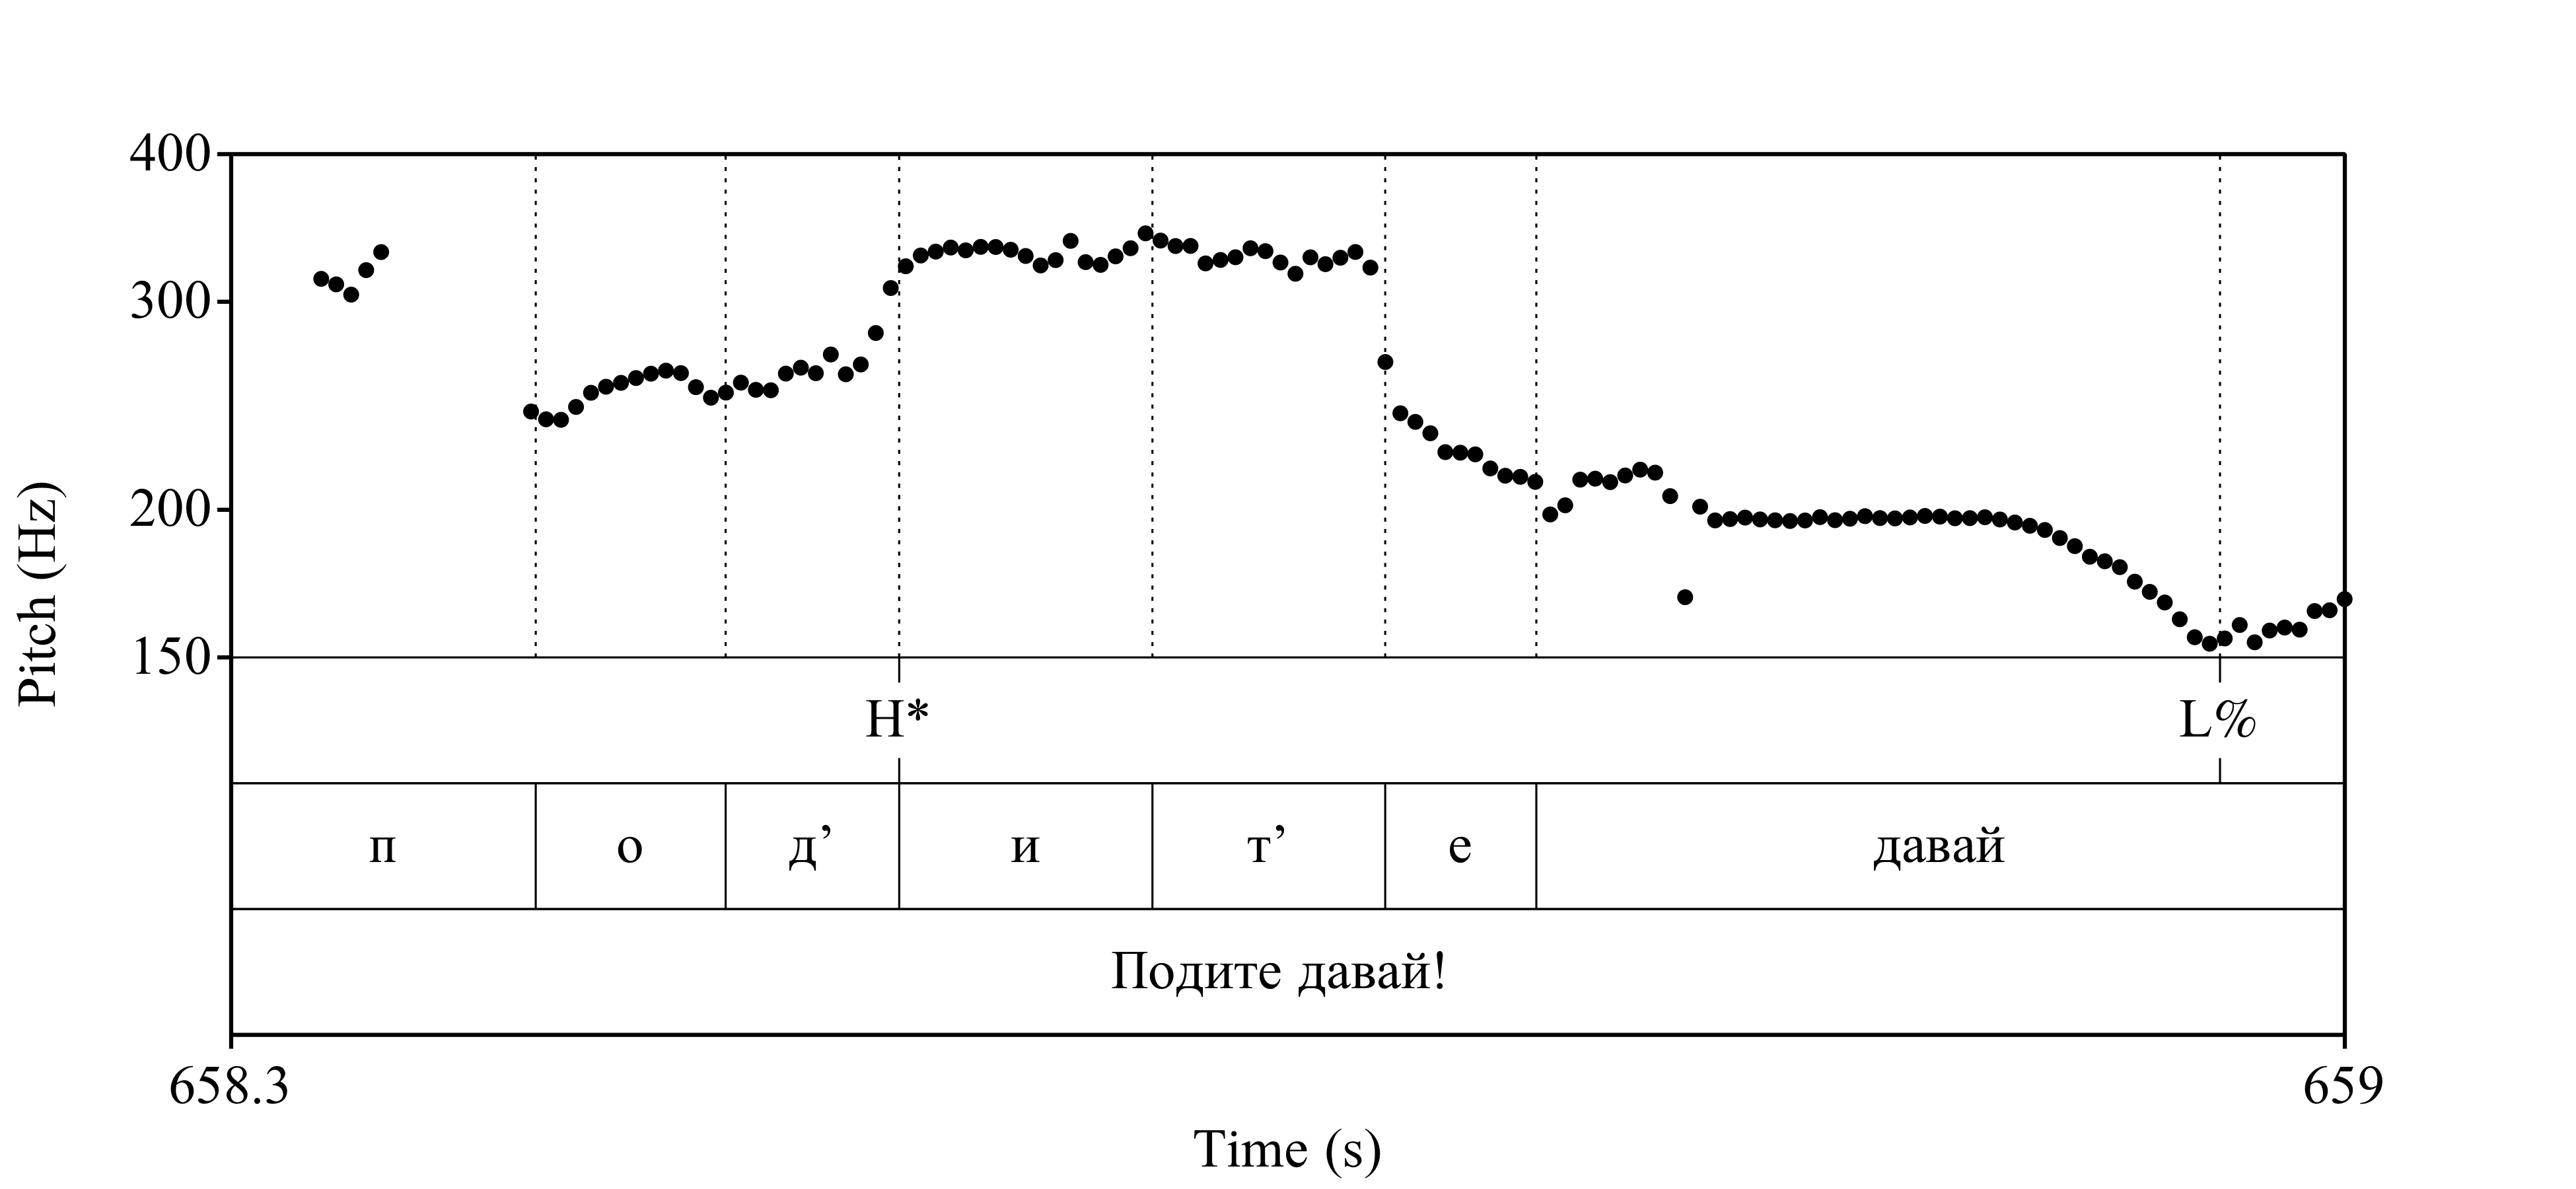 400
300
200
150
Pitch (Hz)
H* L%
п о д’ и т’ е давай
Подите давай!
658.3 659
Time (s)